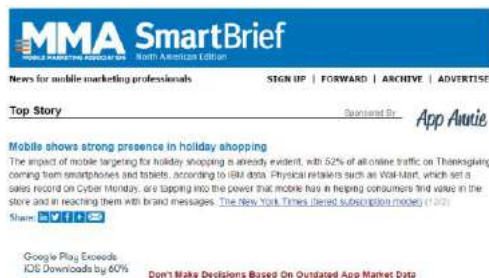 MMA SmartBrief
MOBILE MARKETING ASSOCIATION North American Edition
News for mobile marketing professionals SIGN UP | FORWARD | ARCHIVE | ADVERTISE
Top Story Sponsored By App Annie
Mobile shows strong presence in holiday shopping
The impact of mobile targeting for holiday shopping is already evident, with 52% of all online traffic on Thanksgiving
coming from smartphones and tablets, according to IBM data. Physical retailers such as Wal-Mart, which set a
sales record on Cyber Monday, are tapping into the power that mobile has in helping consumers find value in the
store and in reaching them with brand messages. The New York Times (tiered subscription model) (12/2)
Share:
Google Play Exceeds
iOS Downloads by 60%
Don't Make Decisions Based On Outdated App Market Data